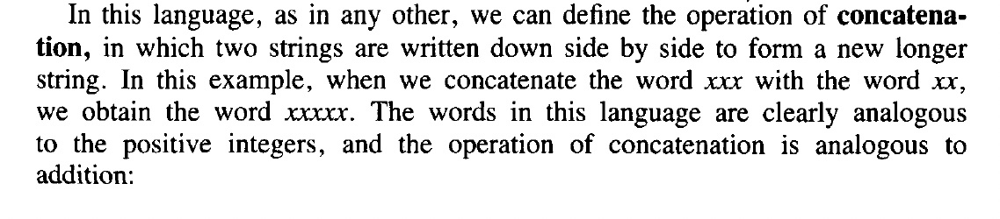 In this language, as in any other, we can define the operation of concatena-
tion, in which two strings are written down side by side to form a new longer
string. In this example, when we concatenate the word xxx with the word xx,
we obtain the word xxxxx. The words in this language are clearly analogous
to the positive integers, and the operation of concatenation is analogous to
addition: